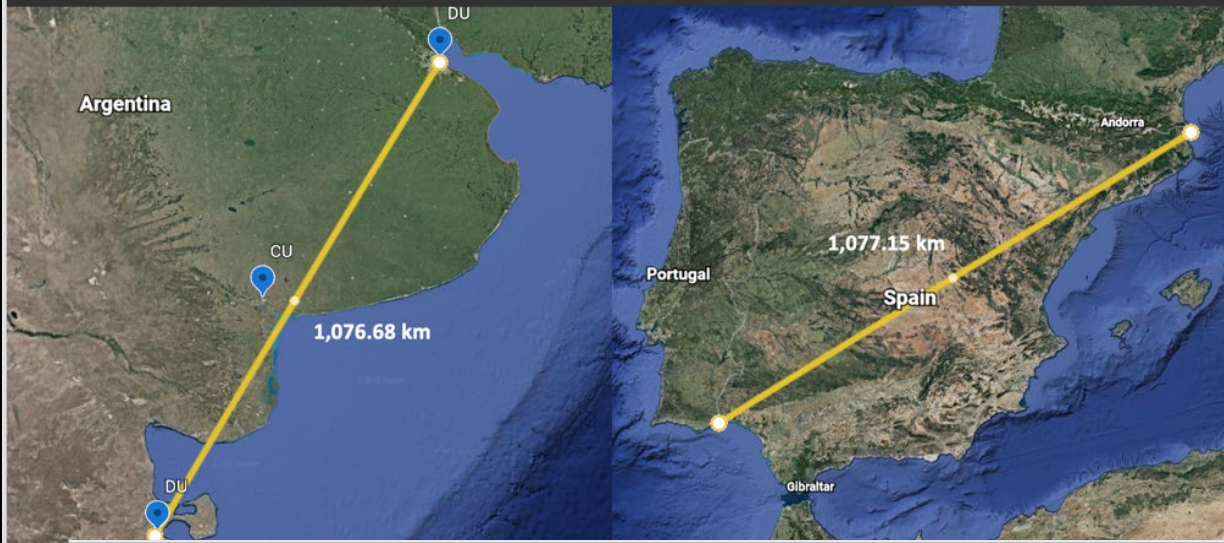 DU
Argentina
CU
1,076.68 km
DU
Andorra
1,077.15 km
Portugal
Spain
Gibraltar